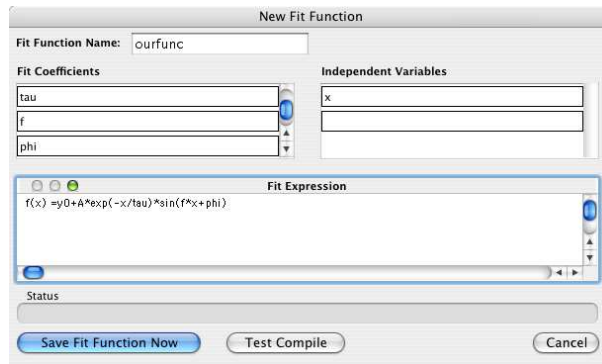 New Fit Function
Fit Function Name: ourfunc
Fit Coefficients
Independent Variables
tau
x
f
phi
Fit Expression
f(x) =y0+A*exp(-x/tau)*sin(f*x+phi)
Status
Save Fit Function Now
Test Compile
Cancel